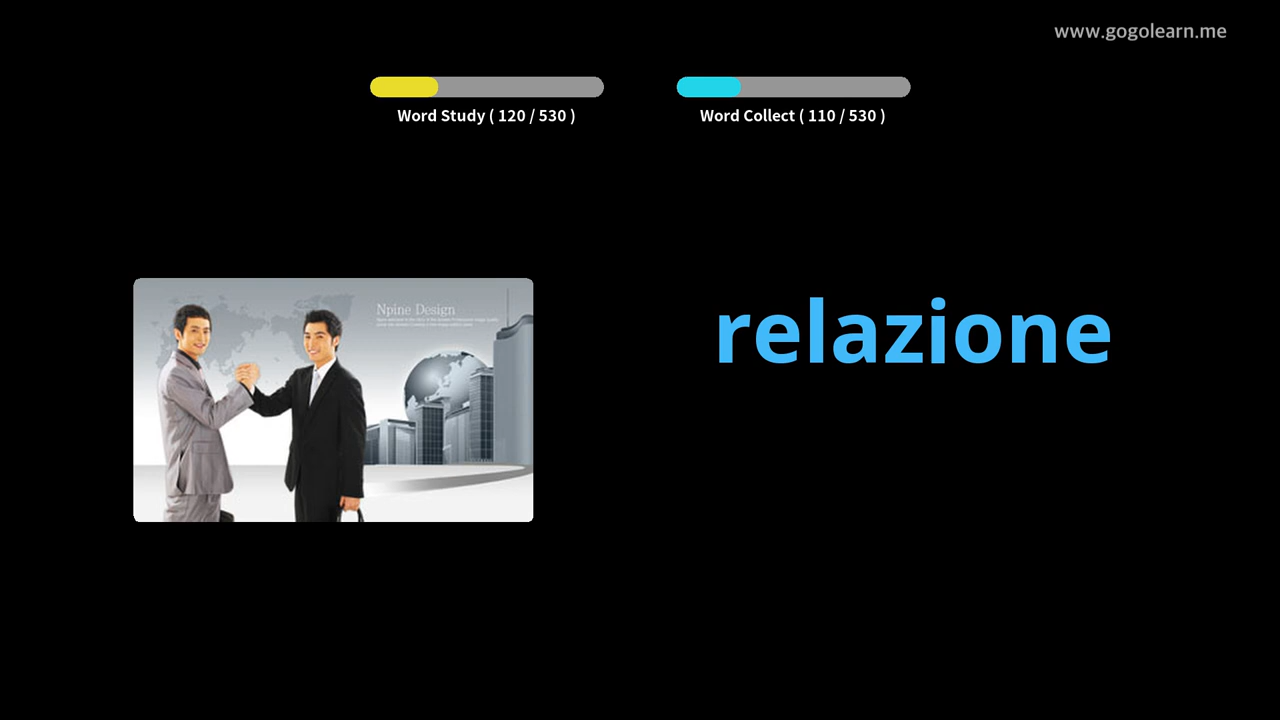 www.gogolearn.me
Word Study ( 120 / 530 )
Word Collect ( 110 / 530 )
Npine Design
relazione